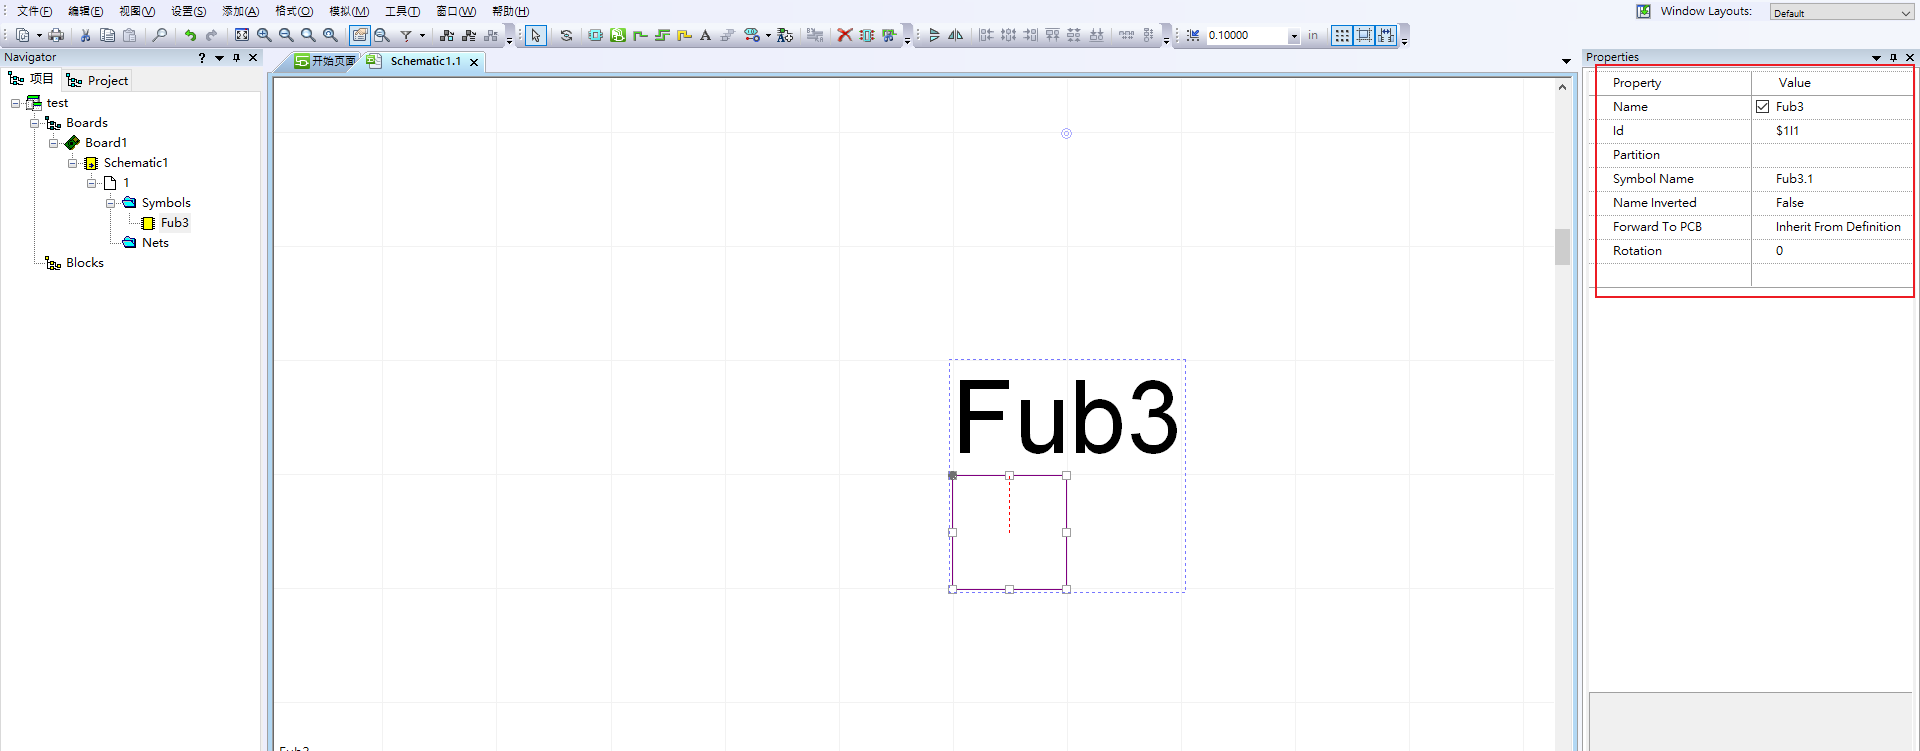 文件(F) 编辑(E) 视图(V) 设置(S) 添加(A) 格式(O) 模拟(M) 工具(T) 窗口(W) 帮助(H) Window Layouts: Default
0.10000 in
Navigator
项目 Project
test
Boards
Board1
Schematic1
1
Symbols
Fub3
Nets
Blocks
开始页面 Schematic1.1
Fub3
Properties
Property Value
Name Fub3
Id $1I1
Partition
Symbol Name Fub3.1
Name Inverted False
Forward To PCB Inherit From Definition
Rotation 0